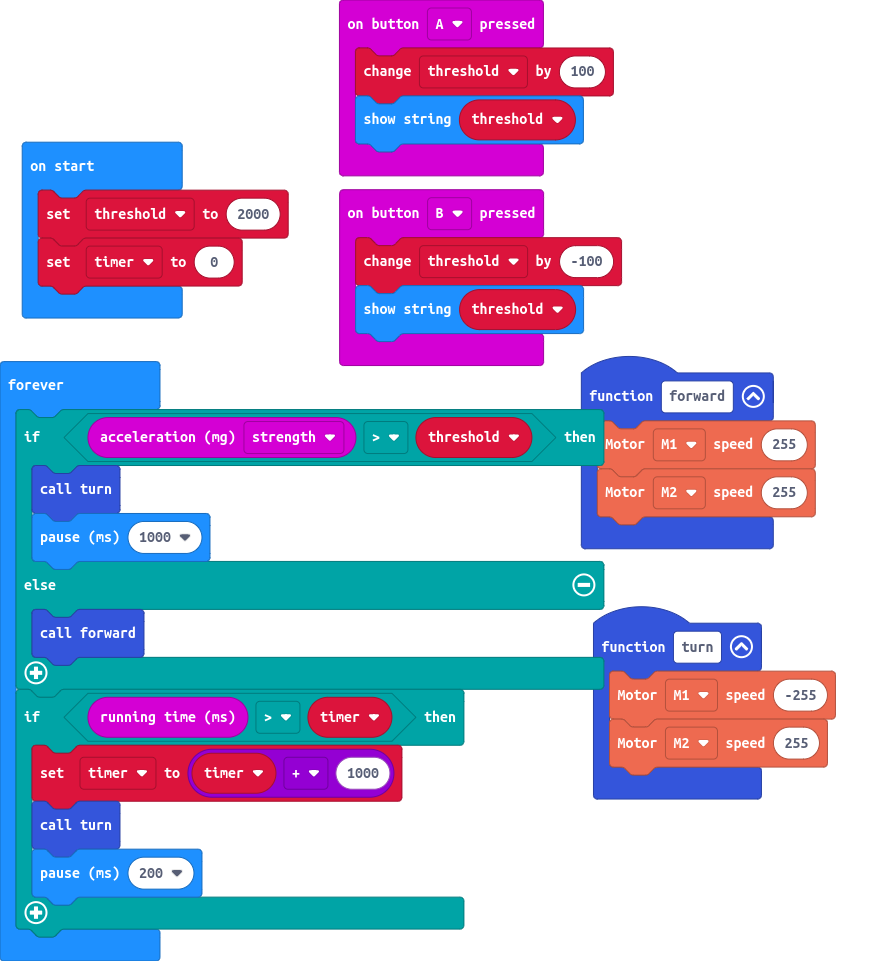 on start
set threshold to 2000
set timer to 0
on button A pressed
change threshold by 100
show string threshold
on button B pressed
change threshold by -100
show string threshold
forever
if acceleration (mg) strength > threshold then
call turn
pause (ms) 1000
else
call forward
if running time (ms) > timer then
set timer to timer + 1000
call turn
pause (ms) 200
function forward
Motor M1 speed 255
Motor M2 speed 255
function turn
Motor M1 speed -255
Motor M2 speed 255